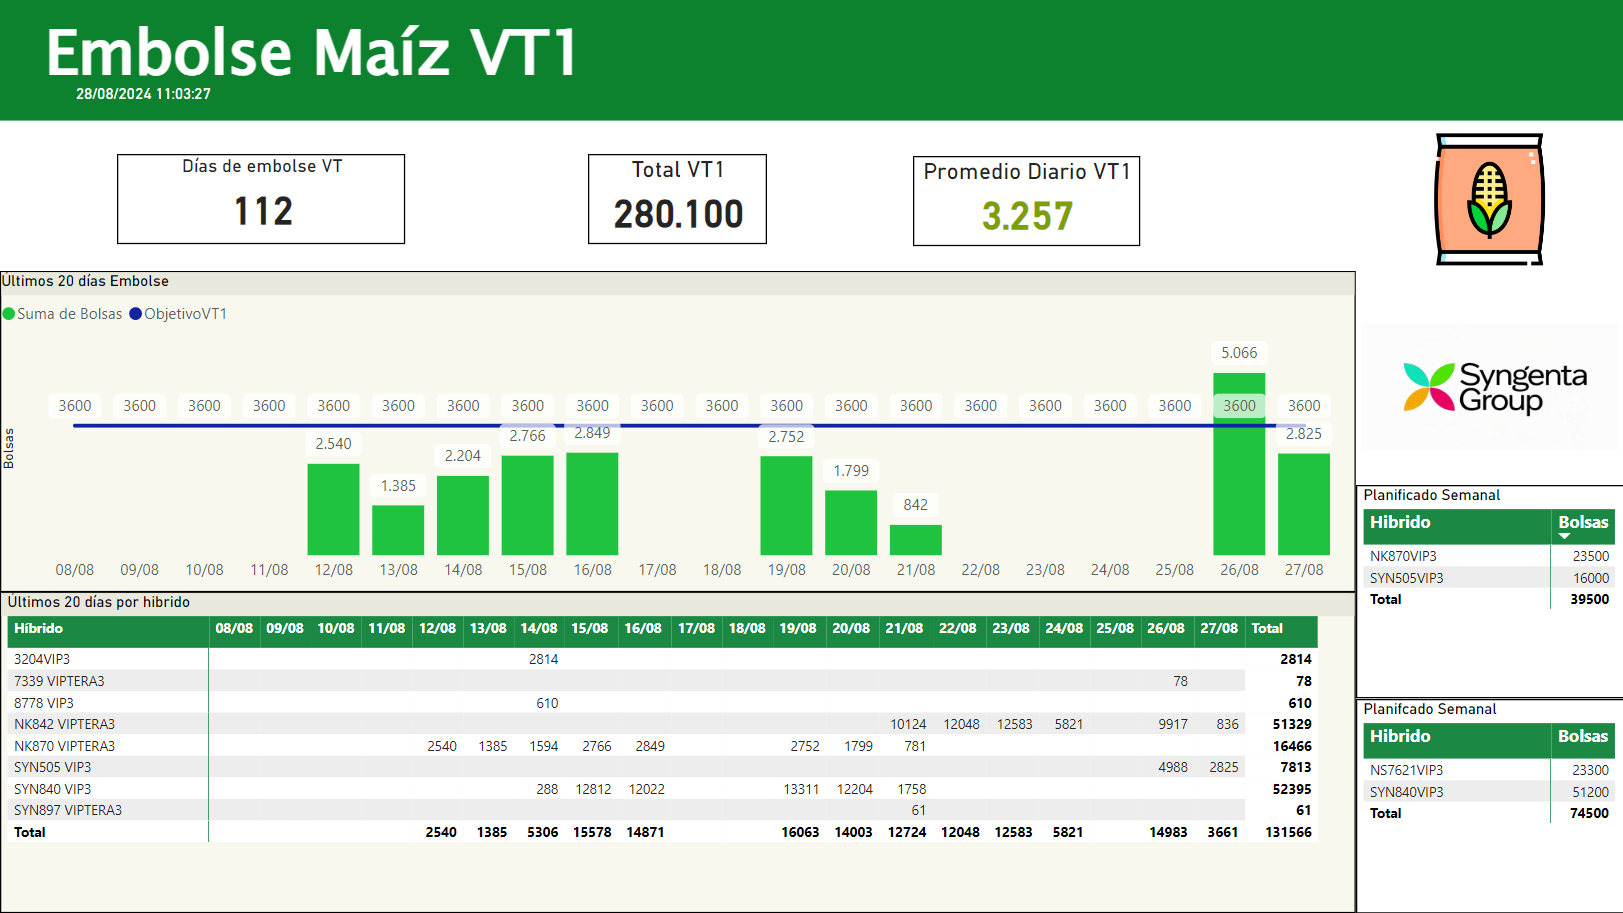 Embolse Maíz VT1
28/08/2024 11:03:27
Días de embolse VT
112
Total VT1
280.100
Promedio Diario VT1
3.257
Últimos 20 días Embolse
Suma de Bolsas ObjetivoVT1
Bolsas
5.066
3600 3600 3600 3600 3600 3600 3600 3600 3600 3600 3600 3600 3600 3600 3600 3600 3600 3600 3600 3600
2.540 1.385 2.204 2.766 2.849 2.752 1.799 842 2.825
08/08 09/08 10/08 11/08 12/08 13/08 14/08 15/08 16/08 17/08 18/08 19/08 20/08 21/08 22/08 23/08 24/08 25/08 26/08 27/08
Syngenta
Group
Últimos 20 días por hibrido
Híbrido 08/08 09/08 10/08 11/08 12/08 13/08 14/08 15/08 16/08 17/08 18/08 19/08 20/08 21/08 22/08 23/08 24/08 25/08 26/08 27/08 Total
3204VIP3 2814 2814
7339 VIPTERA3 78 78
8778 VIP3 610 610
NK842 VIPTERA3 10124 12048 12583 5821 9917 836 51329
NK870 VIPTERA3 2540 1385 1594 2766 2849 2752 1799 781 16466
SYN505 VIP3 4988 2825 7813
SYN840 VIP3 288 12812 12022 13311 12204 1758 52395
SYN897 VIPTERA3 61 61
Total 2540 1385 5306 15578 14871 16063 14003 12724 12048 12583 5821 14983 3661 131566
Planificado Semanal
Hibrido Bolsas
NK870VIP3 23500
SYN505VIP3 16000
Total 39500
Planifcado Semanal
Hibrido Bolsas
NS7621VIP3 23300
SYN840VIP3 51200
Total 74500